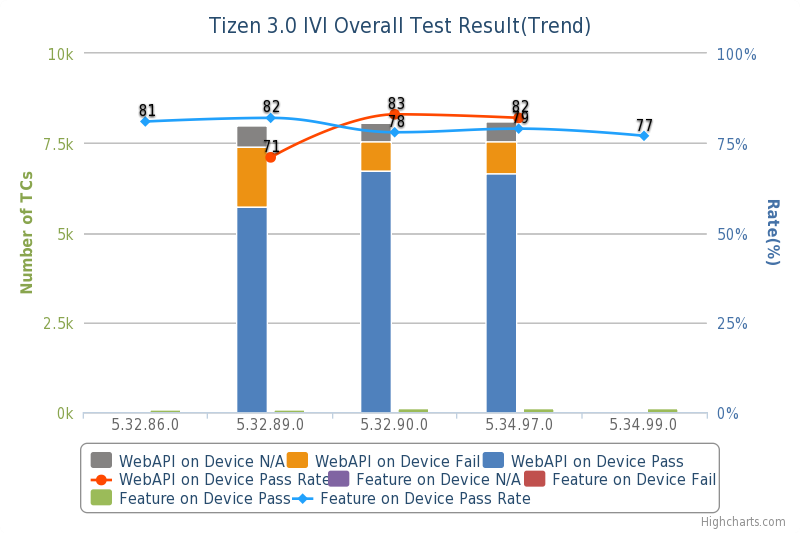 Tizen 3.0 IVI Overall Test Result(Trend)
10k
100%
81
82
83
78
82
79
77
71
7.5k
75%
Number of TCs
Rate(%)
5k
50%
2.5k
25%
0k
0%
5.32.86.0
5.32.89.0
5.32.90.0
5.34.97.0
5.34.99.0
WebAPI on Device N/A
WebAPI on Device Fail
WebAPI on Device Pass
WebAPI on Device Pass Rate
Feature on Device N/A
Feature on Device Fail
Feature on Device Pass
Feature on Device Pass Rate
Highcharts.com